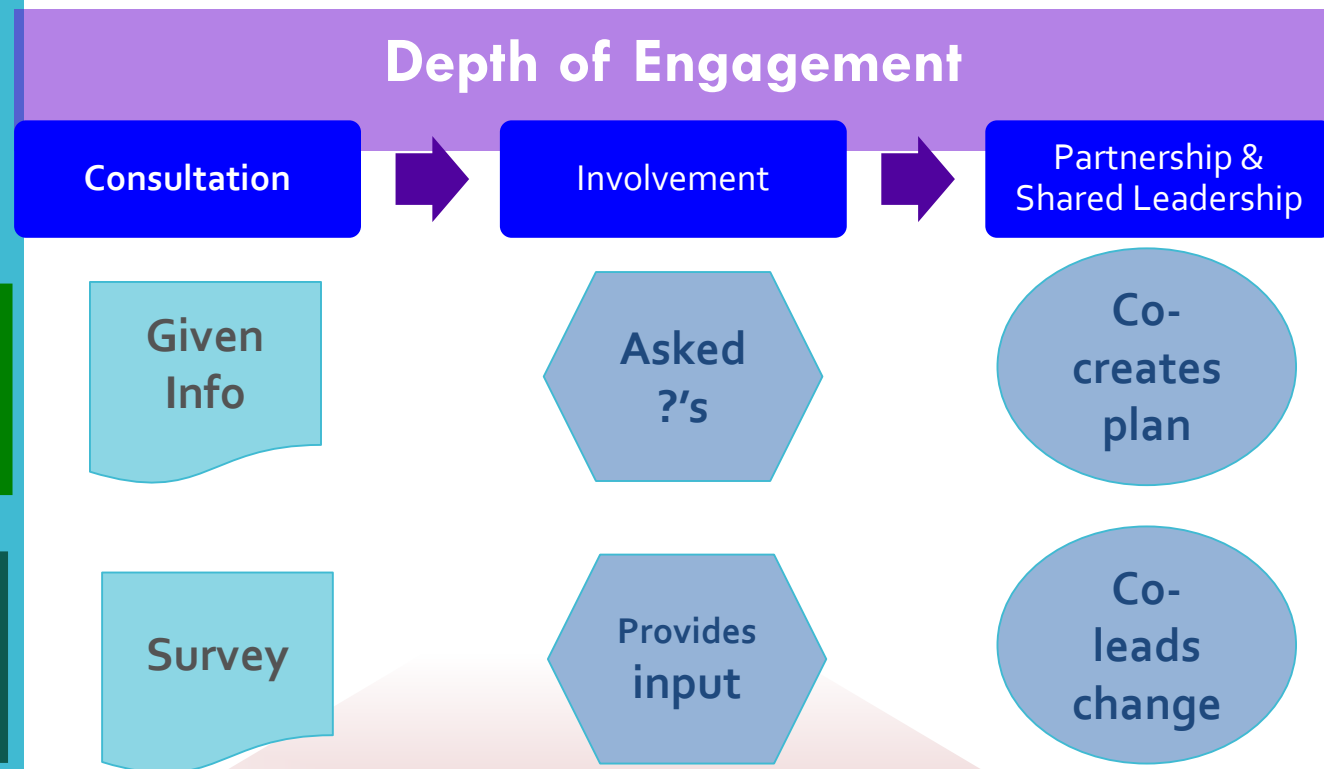 Depth of Engagement
Consultation
Involvement
Partnership &
Shared Leadership
Given
Info
Asked
?'s
Co-
creates
plan
Survey
Provides
input
Co-
leads
change